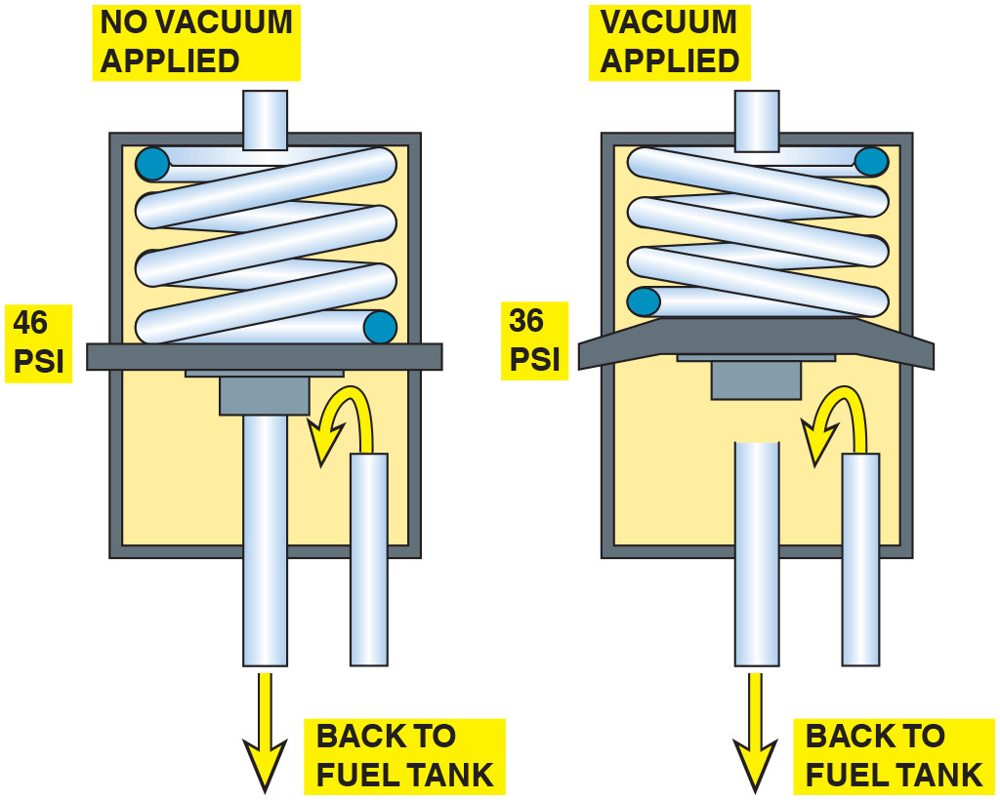 NO VACUUM
APPLIED
VACUUM
APPLIED
46
PSI
36
PSI
BACK TO
FUEL TANK
BACK TO
FUEL TANK